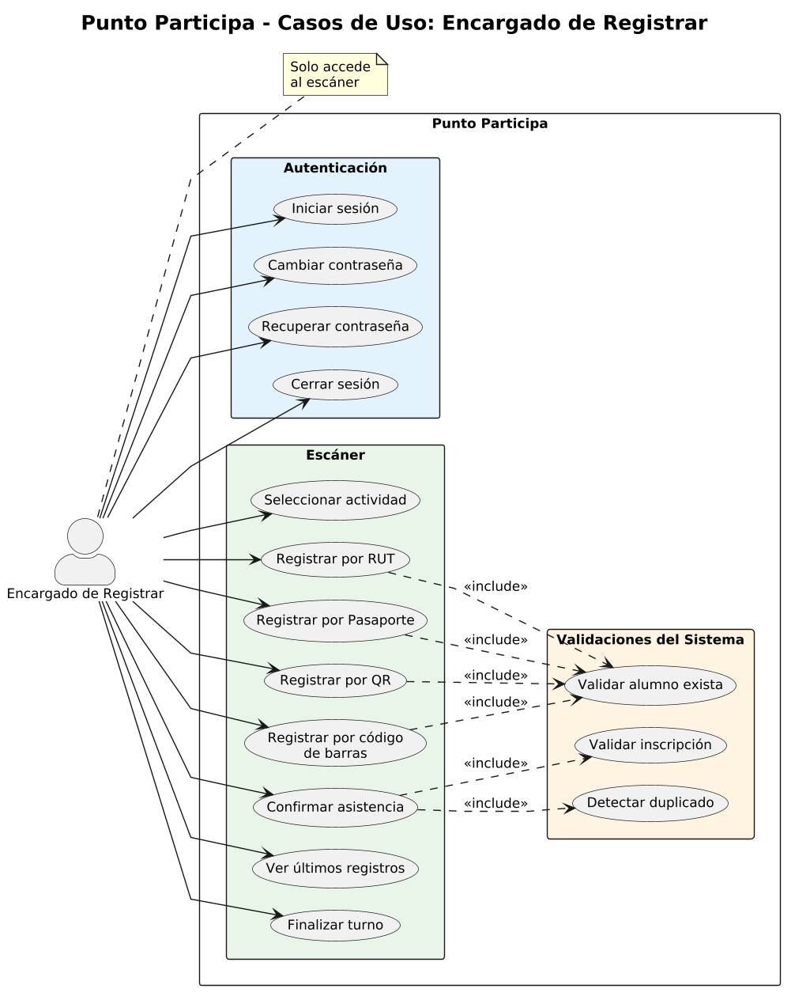 Punto Participa - Casos de Uso: Encargado de Registrar
Solo accede
al escáner
Punto Participa
Autenticación
Iniciar sesión
Cambiar contraseña
Recuperar contraseña
Cerrar sesión
Escáner
Seleccionar actividad
Registrar por RUT
«include»
Encargado de Registrar
Registrar por Pasaporte
«include»
Validaciones del Sistema
Registrar por QR
«include»
Validar alumno exista
«include»
Registrar por código
de barras
Validar inscripción
«include»
Confirmar asistencia
«include»
Detectar duplicado
Ver últimos registros
Finalizar turno